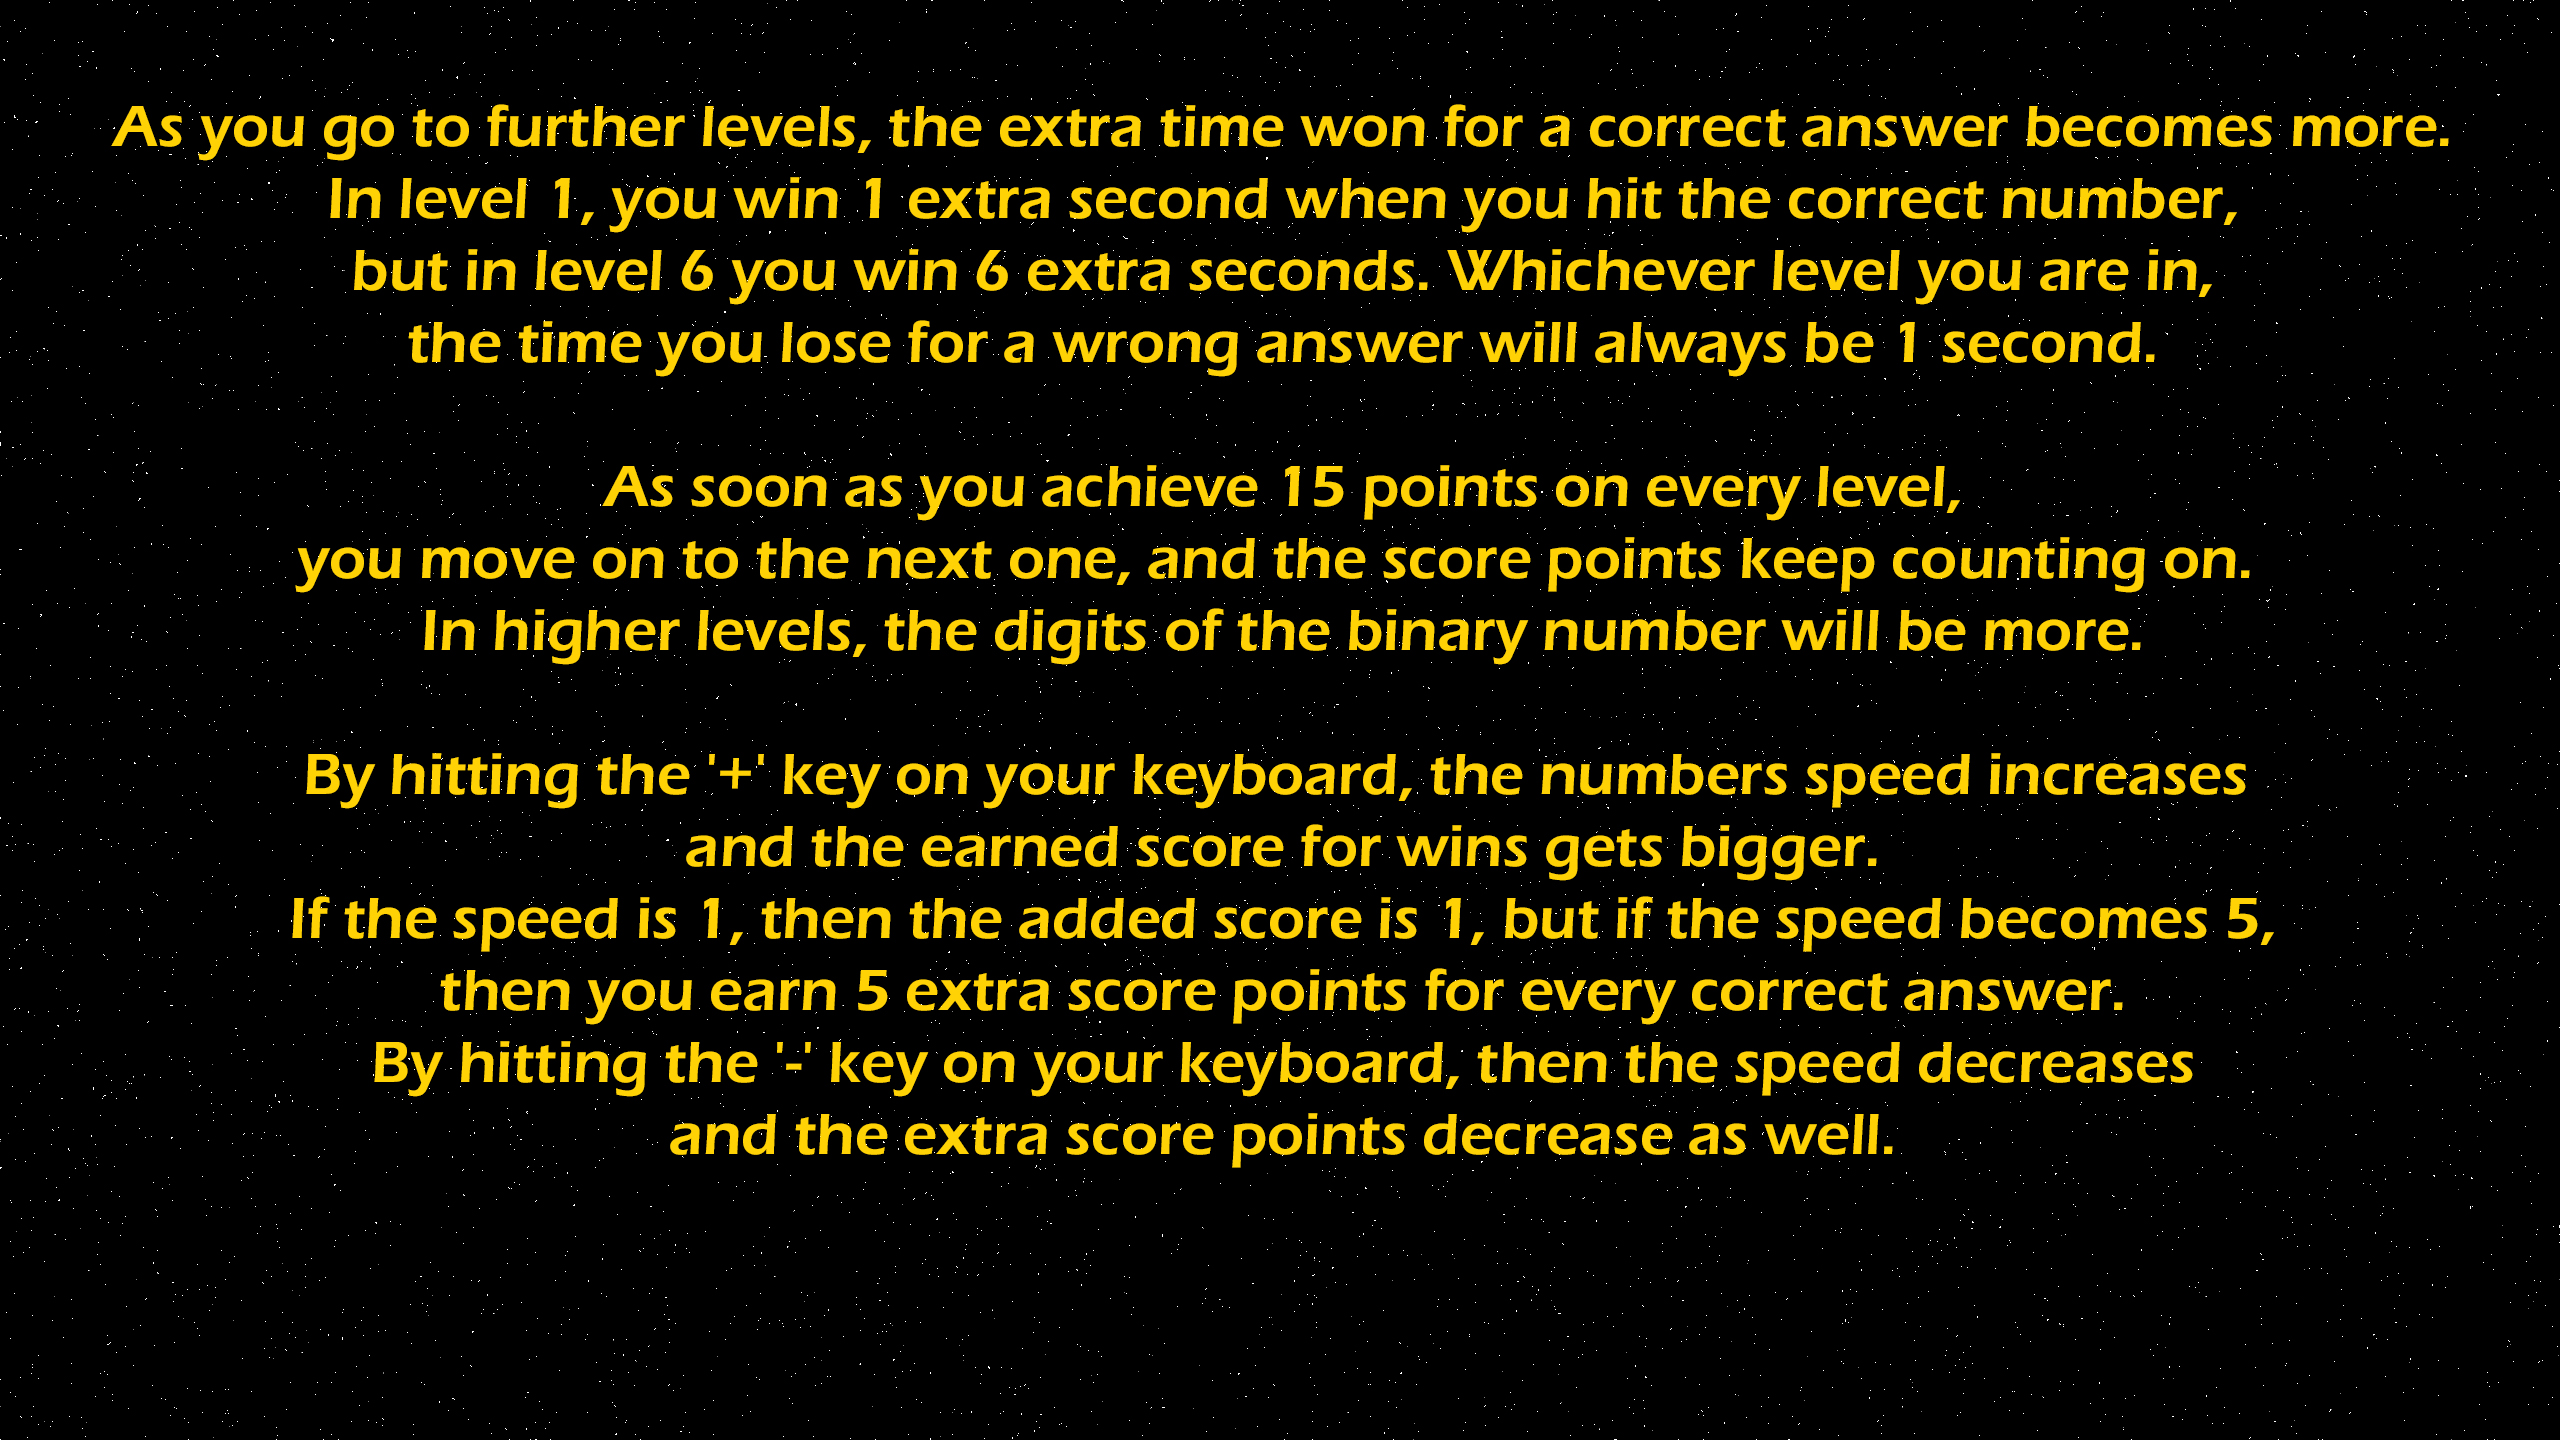 As you go to further levels, the extra time won for a correct answer becomes more.
In level 1, you win 1 extra second when you hit the correct number,
but in level 6 you win 6 extra seconds. Whichever level you are in,
the time you lose for a wrong answer will always be 1 second.
As soon as you achieve 15 points on every level,
you move on to the next one, and the score points keep counting on.
In higher levels, the digits of the binary number will be more.
By hitting the '+' key on your keyboard, the numbers speed increases
and the earned score for wins gets bigger.
If the speed is 1, then the added score is 1, but if the speed becomes 5,
then you earn 5 extra score points for every correct answer.
By hitting the '-' key on your keyboard, then the speed decreases
and the extra score points decrease as well.